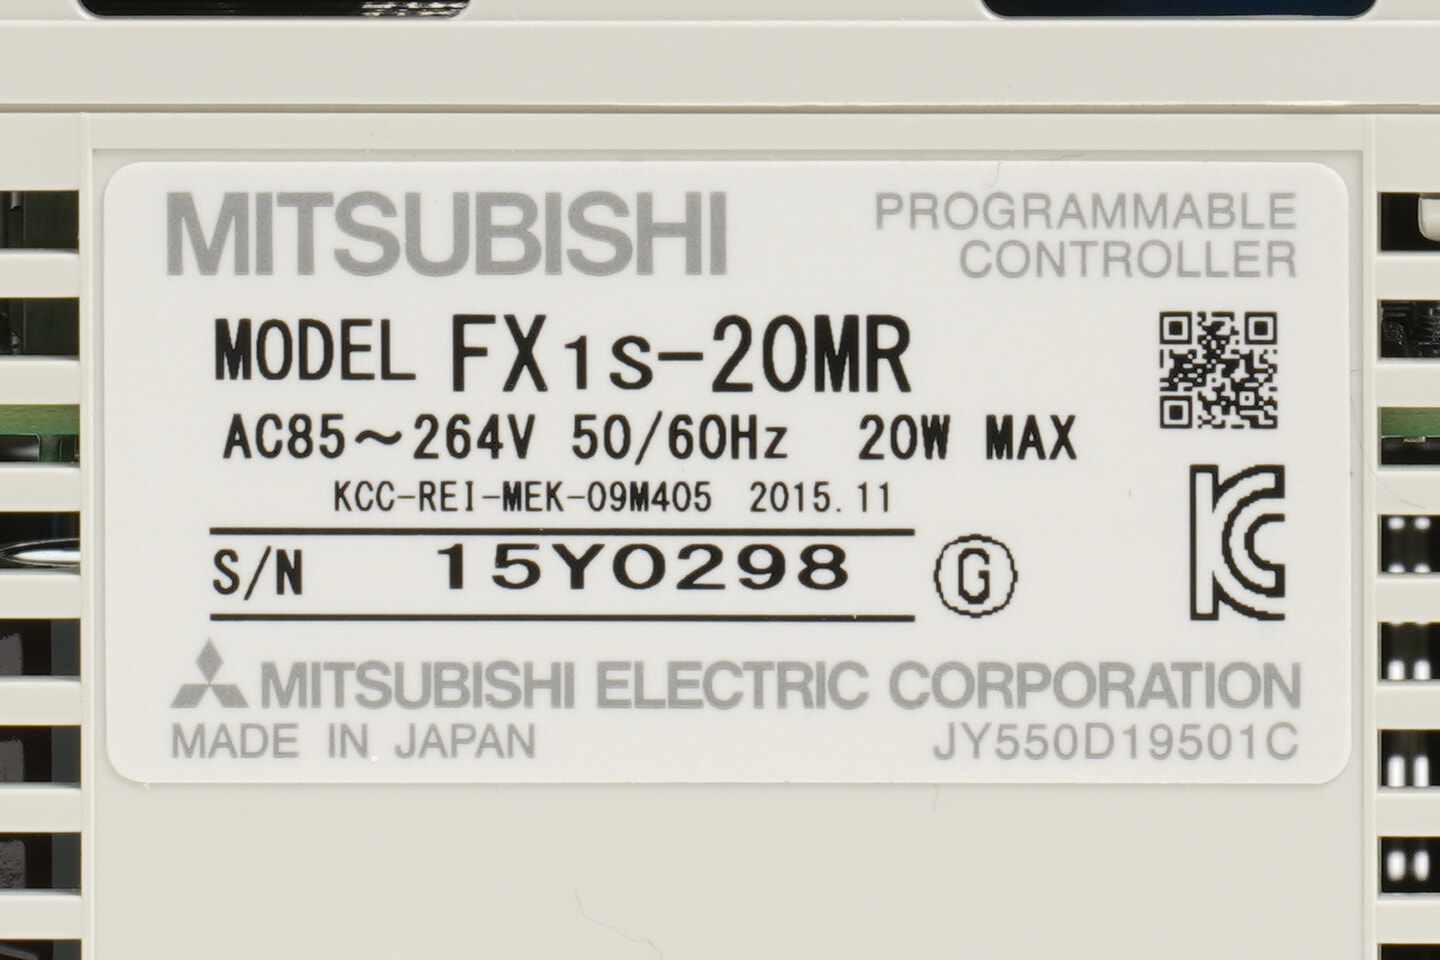 MITSUBISHI
PROGRAMMABLE
CONTROLLER
MODEL FX1S-20MR
AC85~264V 50/60Hz 20W MAX
KCC-REI-MEK-09M405 2015.11
S/N 15Y0298
G
KC
MITSUBISHI ELECTRIC CORPORATION
MADE IN JAPAN
JY550D19501C